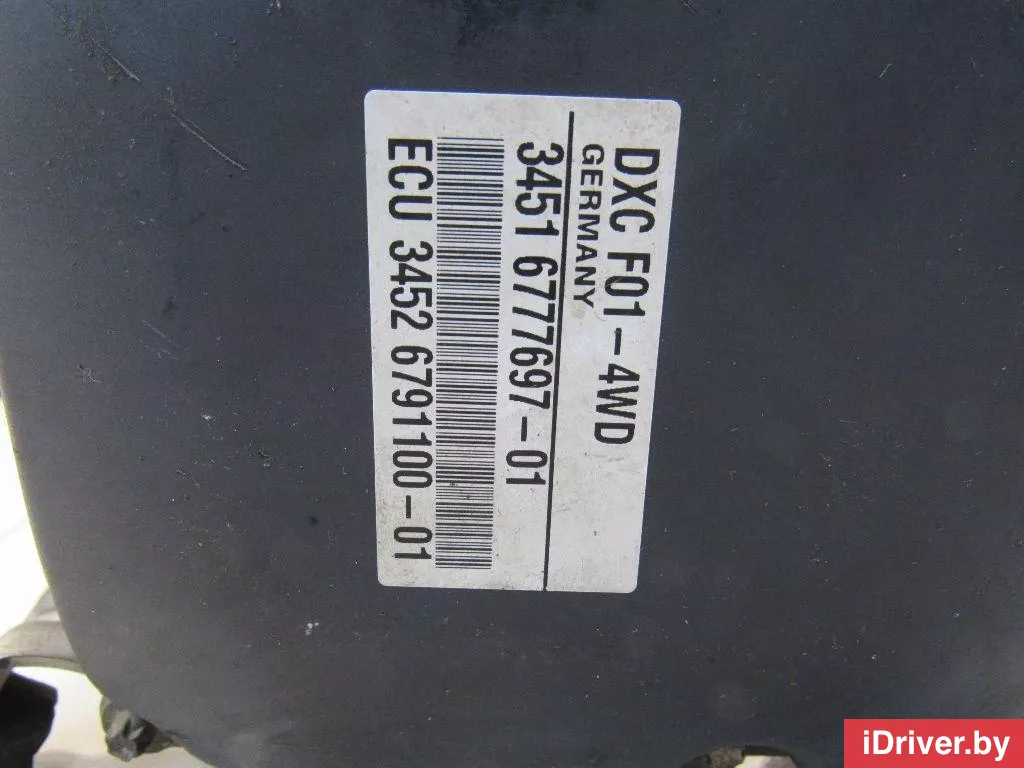 DXC F01-4WD
GERMANY
3451 6777697-01
ECU 3452 6791100-01
iDriver.by